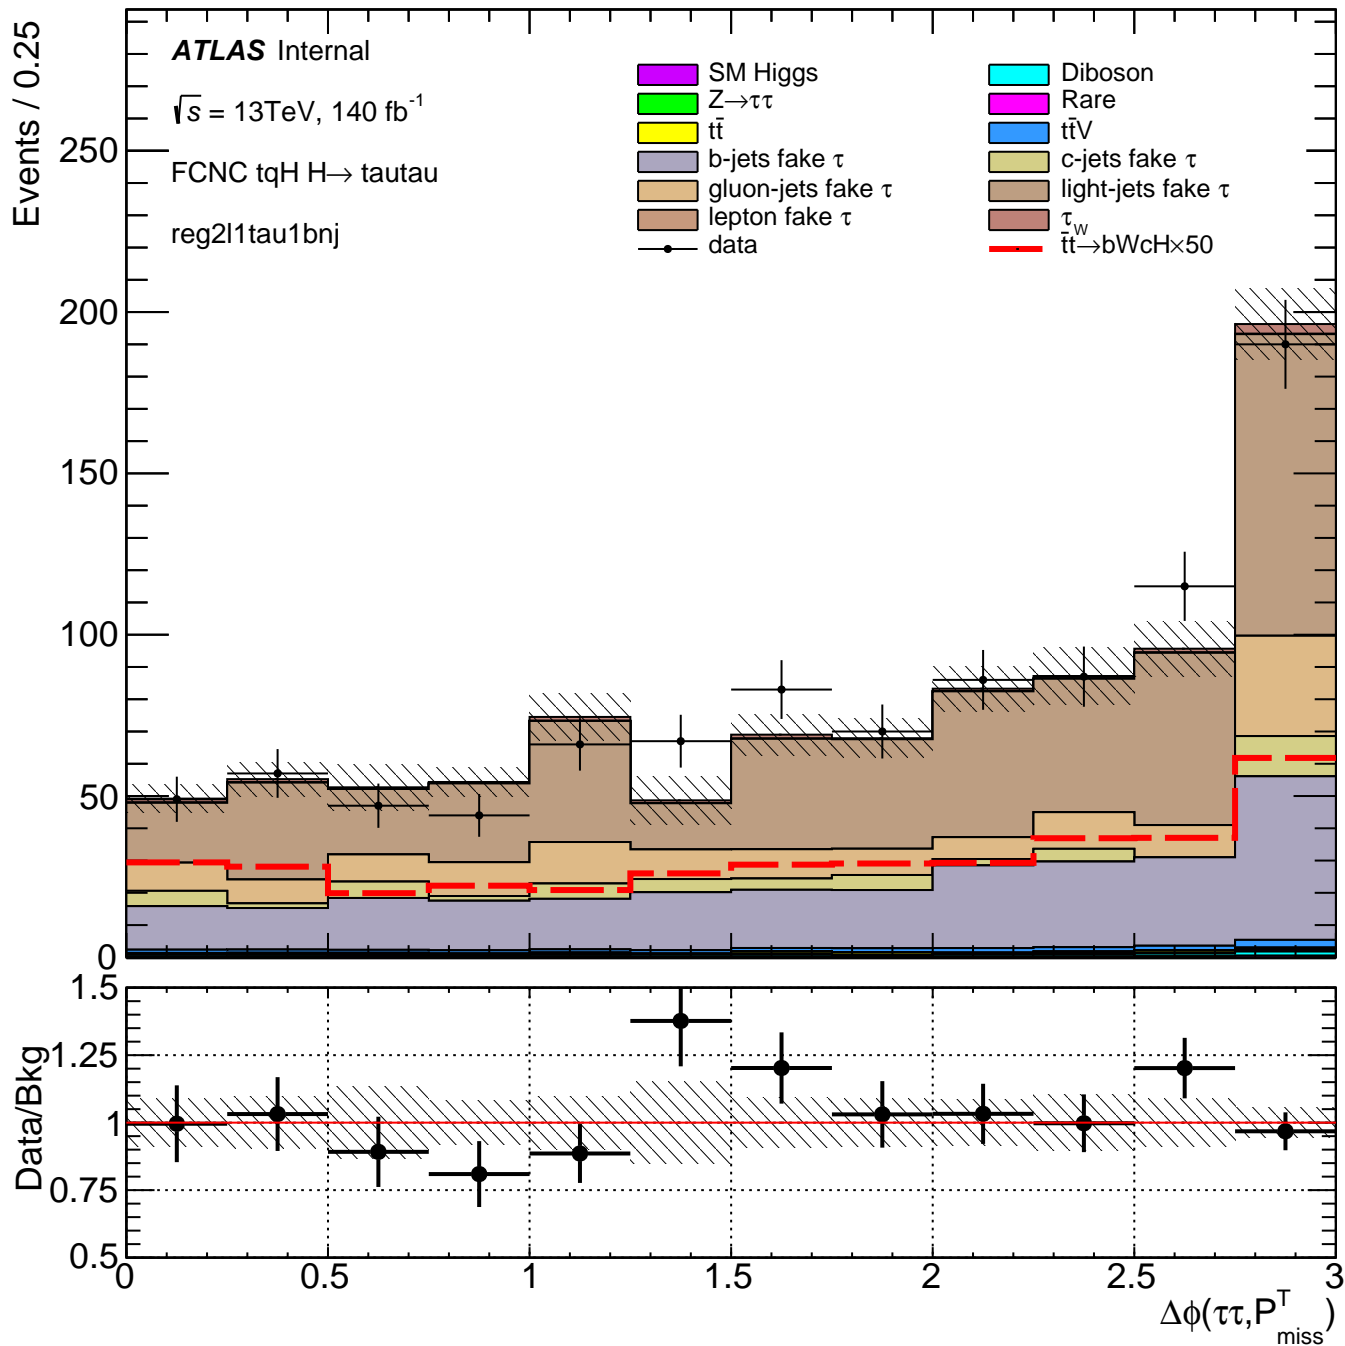 Events / 0.25
ATLAS Internal
√s = 13TeV, 140 fb⁻¹
FCNC tqH H→ tautau
reg2l1tau1bnj
SM Higgs
Diboson
Z→ττ
Rare
tt̄
tt̄V
b-jets fake τ
c-jets fake τ
gluon-jets fake τ
light-jets fake τ
lepton fake τ
τ_W
data
t̄t→bWcH×50
250
200
150
100
50
0
Data/Bkg
1.5
1.25
1
0.75
0.5
0 0.5 1 1.5 2 2.5 3
Δϕ(ττ,P^T_miss)